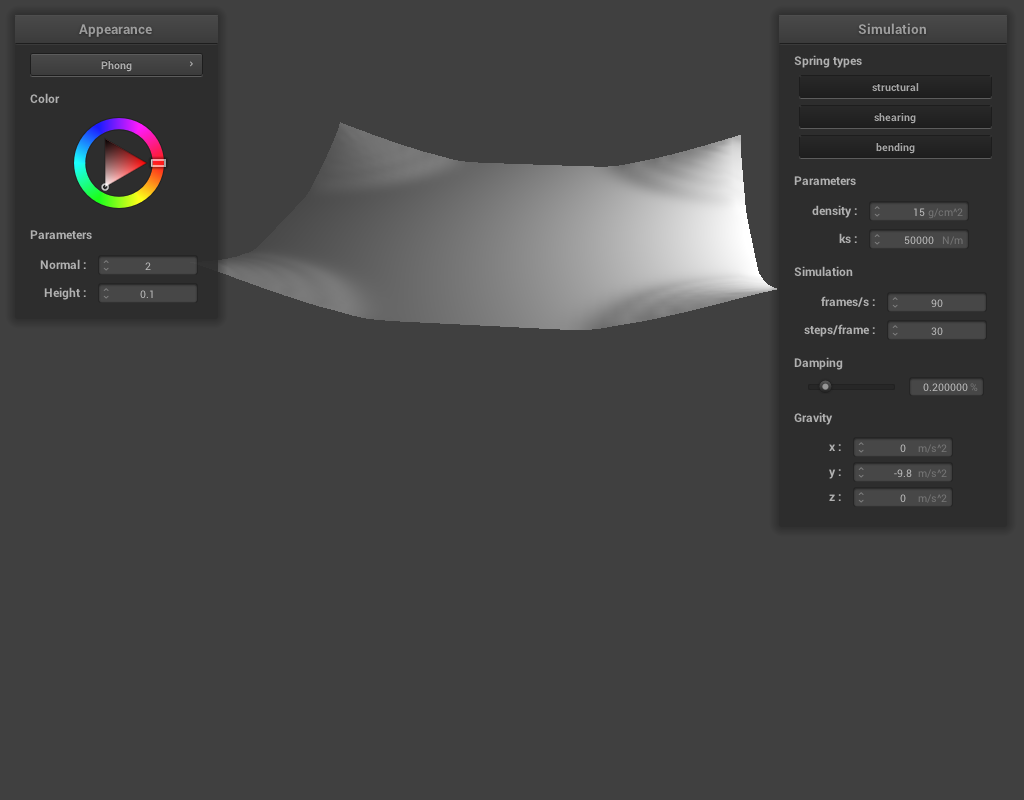 Appearance
Phong
Color
Parameters
Normal : 2
Height : 0.1
Simulation
Spring types
structural
shearing
bending
Parameters
density : 15 g/cm^2
ks : 50000 N/m
Simulation
frames/s : 90
steps/frame : 30
Damping
0.200000 %
Gravity
x : 0 m/s^2
y : -9.8 m/s^2
z : 0 m/s^2